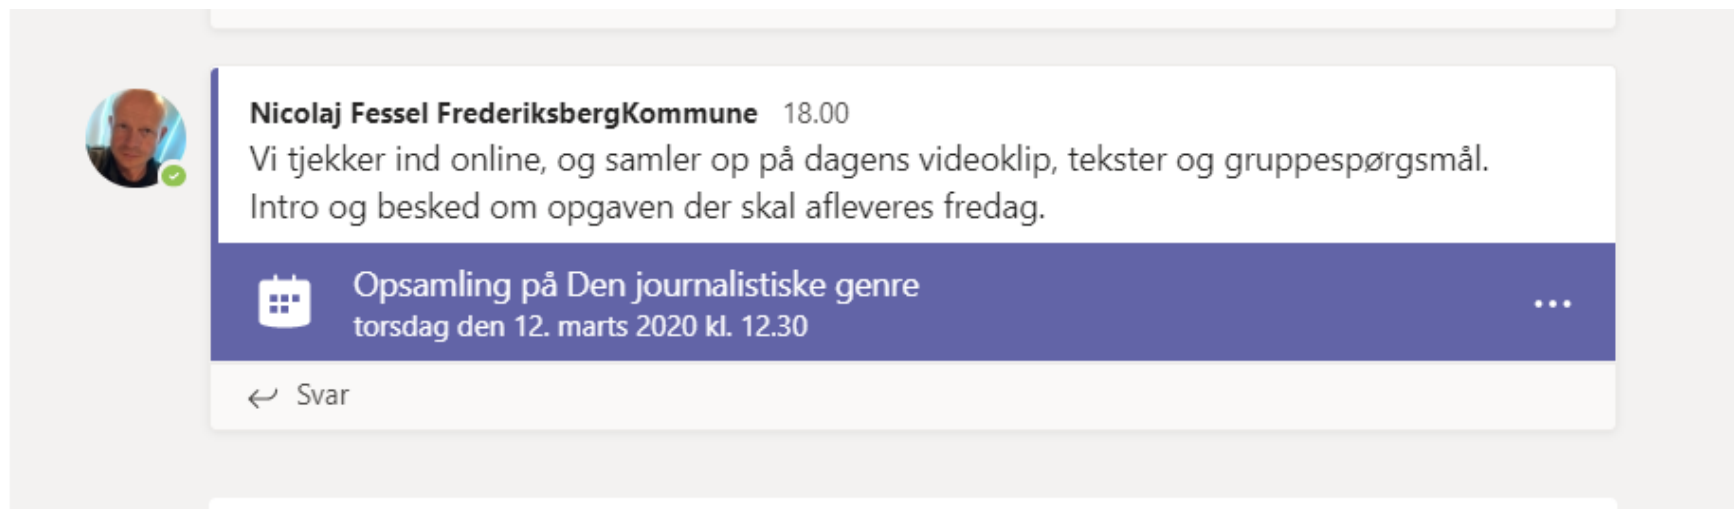 Nicolaj Fessel FrederiksbergKommune 18.00
Vi tjekker ind online, og samler op på dagens videoklip, tekster og gruppespørgsmål.
Intro og besked om opgaven der skal afleveres fredag.
Opsamling på Den journalistiske genre
torsdag den 12. marts 2020 kl. 12.30
Svar